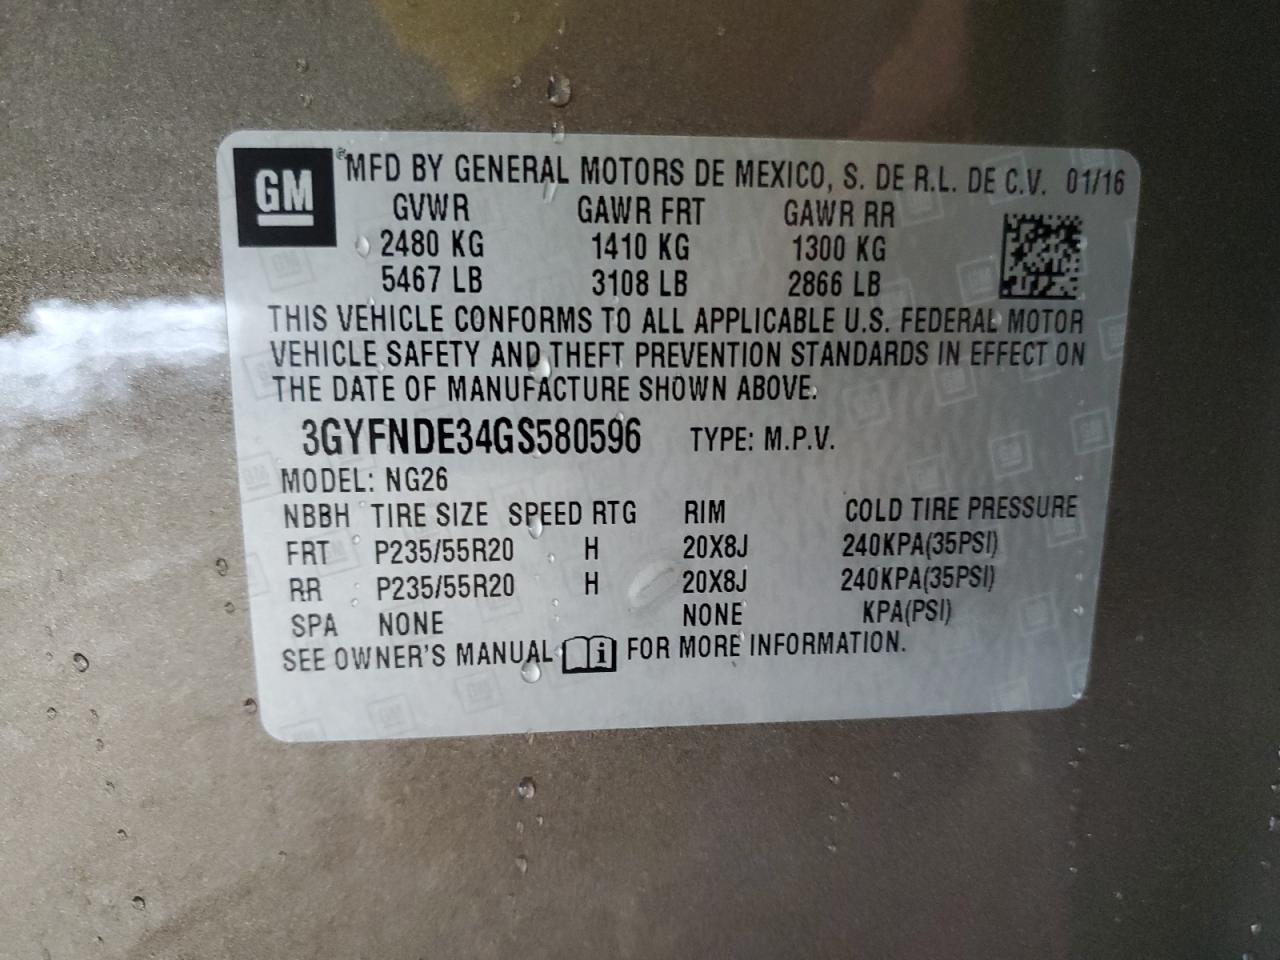 GM ® MFD BY GENERAL MOTORS DE MEXICO, S. DE R.L. DE C.V. 01/16
GVWR GAWR FRT GAWR RR
2480 KG 1410 KG 1300 KG
5467 LB 3108 LB 2866 LB
THIS VEHICLE CONFORMS TO ALL APPLICABLE U.S. FEDERAL MOTOR
VEHICLE SAFETY AND THEFT PREVENTION STANDARDS IN EFFECT ON
THE DATE OF MANUFACTURE SHOWN ABOVE.
3GYFNDE34GS580596 TYPE: M.P.V.
MODEL: NG26
NBBH TIRE SIZE SPEED RTG RIM COLD TIRE PRESSURE
FRT P235/55R20 H 20X8J 240KPA(35PSI)
RR P235/55R20 H 20X8J 240KPA(35PSI)
SPA NONE NONE KPA(PSI)
SEE OWNER'S MANUAL i FOR MORE INFORMATION.